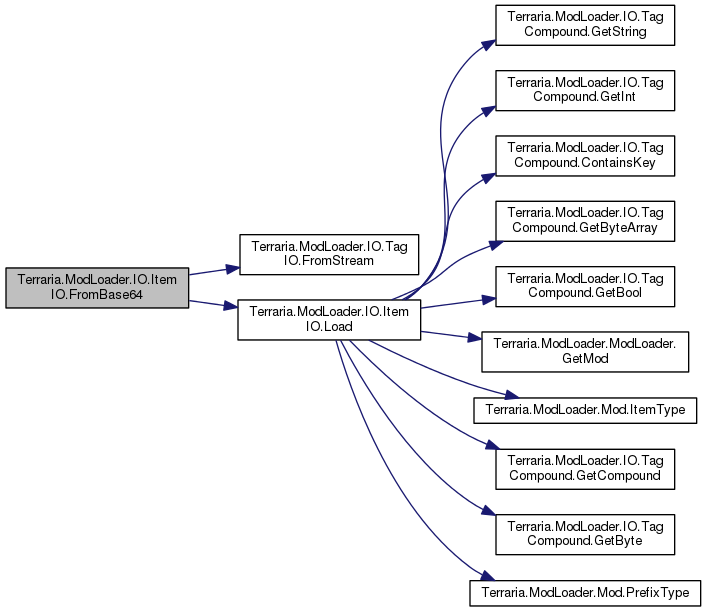 Terraria.ModLoader.IO.Item
IO.FromBase64
Terraria.ModLoader.IO.Tag
IO.FromStream
Terraria.ModLoader.IO.Item
IO.Load
Terraria.ModLoader.IO.Tag
Compound.GetString
Terraria.ModLoader.IO.Tag
Compound.GetInt
Terraria.ModLoader.IO.Tag
Compound.ContainsKey
Terraria.ModLoader.IO.Tag
Compound.GetByteArray
Terraria.ModLoader.IO.Tag
Compound.GetBool
Terraria.ModLoader.ModLoader.
GetMod
Terraria.ModLoader.Mod.ItemType
Terraria.ModLoader.IO.Tag
Compound.GetCompound
Terraria.ModLoader.IO.Tag
Compound.GetByte
Terraria.ModLoader.Mod.PrefixType